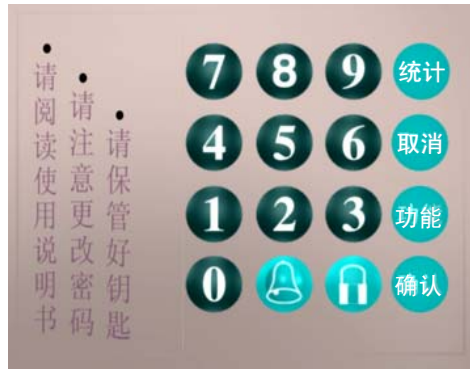 请阅读使用说明书
请注意更改密码
请保管好钥匙
7 8 9 统计
4 5 6 取消
1 2 3 功能
0 确认